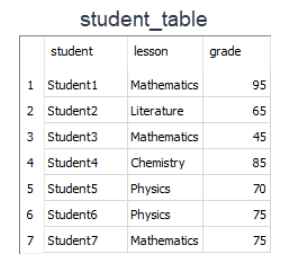 student_table
student lesson grade
1 Student1 Mathematics 95
2 Student2 Literature 65
3 Student3 Mathematics 45
4 Student4 Chemistry 85
5 Student5 Physics 70
6 Student6 Physics 75
7 Student7 Mathematics 75